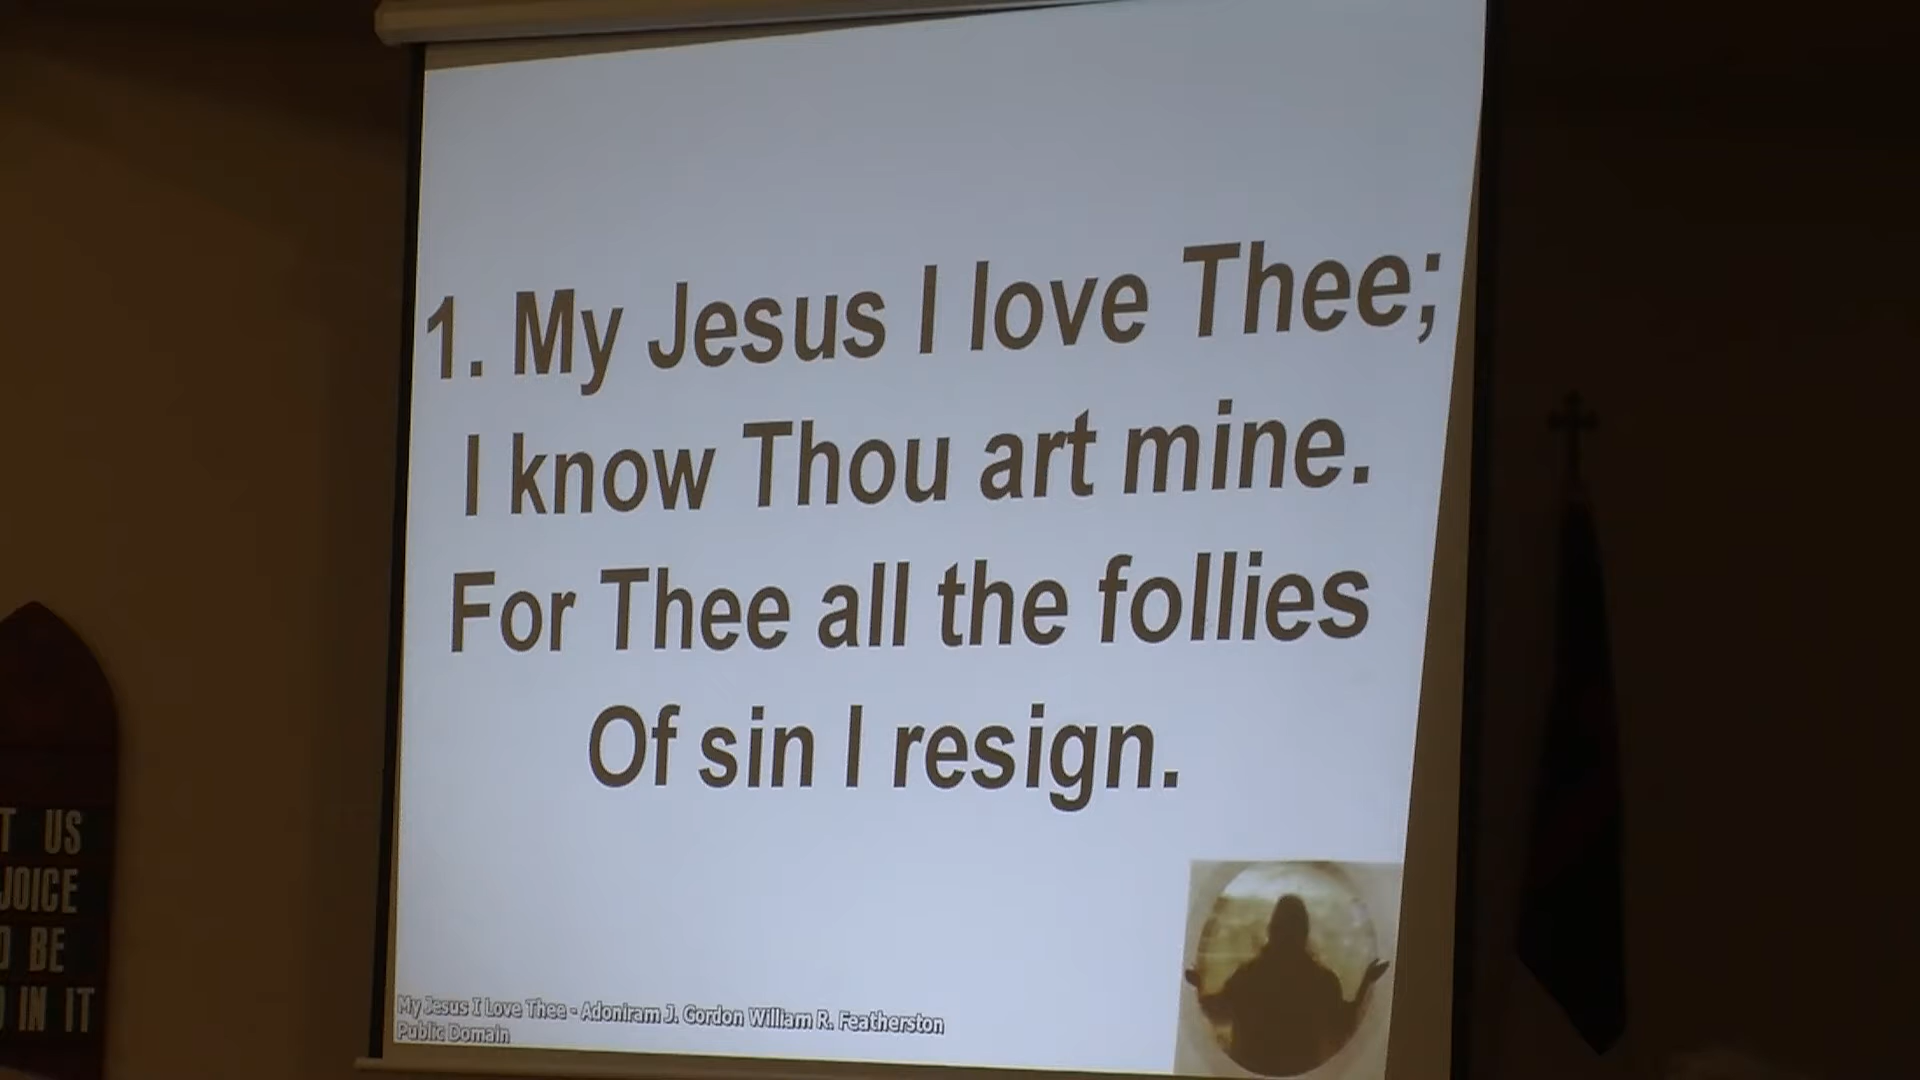 1. My Jesus I love Thee;
I know Thou art mine.
For Thee all the follies
Of sin I resign.
My Jesus I Love Thee - Adoniram J. Gordon William R. Featherston
Public Domain
T US
JOICE
BE
IN IT